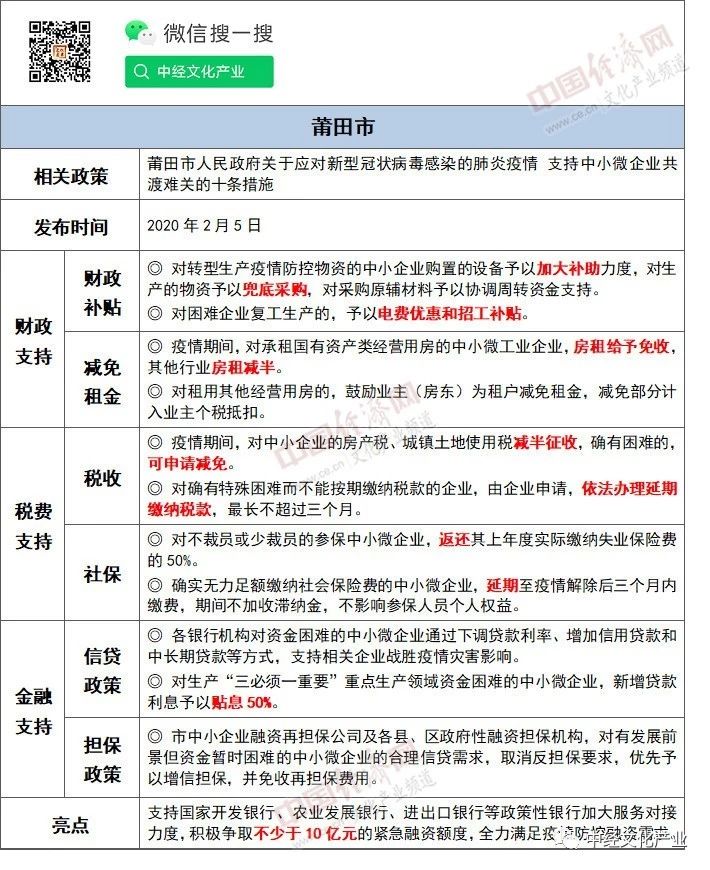 微信搜一搜
中经文化产业
中国经济网
www.ce.cn 文化产业频道
莆田市
相关政策
莆田市人民政府关于应对新型冠状病毒感染的肺炎疫情 支持中小微企业共
渡难关的十条措施
发布时间
2020年2月5日
财政
支持
财政
补贴
◎ 对转型生产疫情防控物资的中小企业购置的设备予以加大补助力度，对生
产的物资予以兜底采购，对采购原辅材料予以协调周转资金支持。
◎ 对困难企业复工生产的，予以电费优惠和招工补贴。
减免
租金
◎ 疫情期间，对承租国有资产类经营用房的中小微工业企业，房租给予免收，
其他行业房租减半。
◎ 对租用其他经营用房的，鼓励业主（房东）为租户减免租金，减免部分计
入业主个税抵扣。
税费
支持
税收
◎ 疫情期间，对中小企业的房产税、城镇土地使用税减半征收，确有困难的，
可申请减免。
◎ 对确有特殊困难而不能按期缴纳税款的企业，由企业申请，依法办理延期
缴纳税款，最长不超过三个月。
社保
◎ 对不裁员或少裁员的参保中小微企业，返还其上年度实际缴纳失业保险费
的50%。
◎ 确实无力足额缴纳社会保险费的中小微企业，延期至疫情解除后三个月内
缴费，期间不加收滞纳金，不影响参保人员个人权益。
金融
支持
信贷
政策
◎ 各银行机构对资金困难的中小微企业通过下调贷款利率、增加信用贷款和
中长期贷款等方式，支持相关企业战胜疫情灾害影响。
◎ 对生产“三必须一重要”重点生产领域资金困难的中小微企业，新增贷款
利息予以贴息50%。
担保
政策
◎ 市中小企业融资再担保公司及各县、区政府性融资担保机构，对有发展前
景但资金暂时困难的中小微企业的合理信贷需求，取消反担保要求，优先予
以增信担保，并免收再担保费用。
亮点
支持国家开发银行、农业发展银行、进出口银行等政策性银行加大服务对接
力度，积极争取不少于10亿元的紧急融资额度，全力满足疫情防控融资需求
中经文化产业